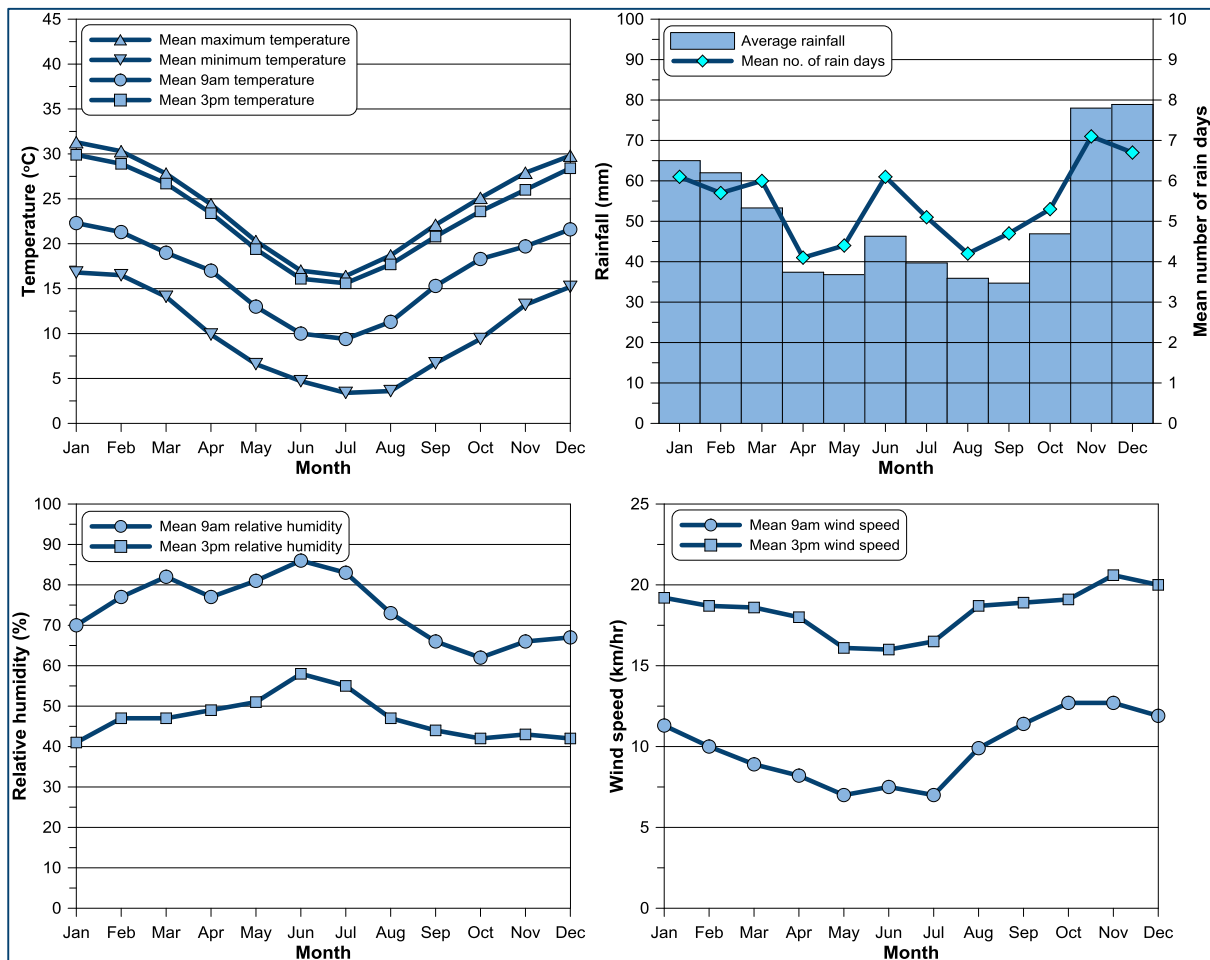 45
40
35
30
25
20
15
10
5
0
Temperature (°C)
Mean maximum temperature
Mean minimum temperature
Mean 9am temperature
Mean 3pm temperature
Jan Feb Mar Apr May Jun Jul Aug Sep Oct Nov Dec
Month
100
90
80
70
60
50
40
30
20
10
0
Rainfall (mm)
Average rainfall
Mean no. of rain days
10
9
8
7
6
5
4
3
2
1
0
Mean number of rain days
Jan Feb Mar Apr May Jun Jul Aug Sep Oct Nov Dec
Month
100
90
80
70
60
50
40
30
20
10
0
Relative humidity (%)
Mean 9am relative humidity
Mean 3pm relative humidity
Jan Feb Mar Apr May Jun Jul Aug Sep Oct Nov Dec
Month
25
20
15
10
5
0
Wind speed (km/hr)
Mean 9am wind speed
Mean 3pm wind speed
Jan Feb Mar Apr May Jun Jul Aug Sep Oct Nov Dec
Month